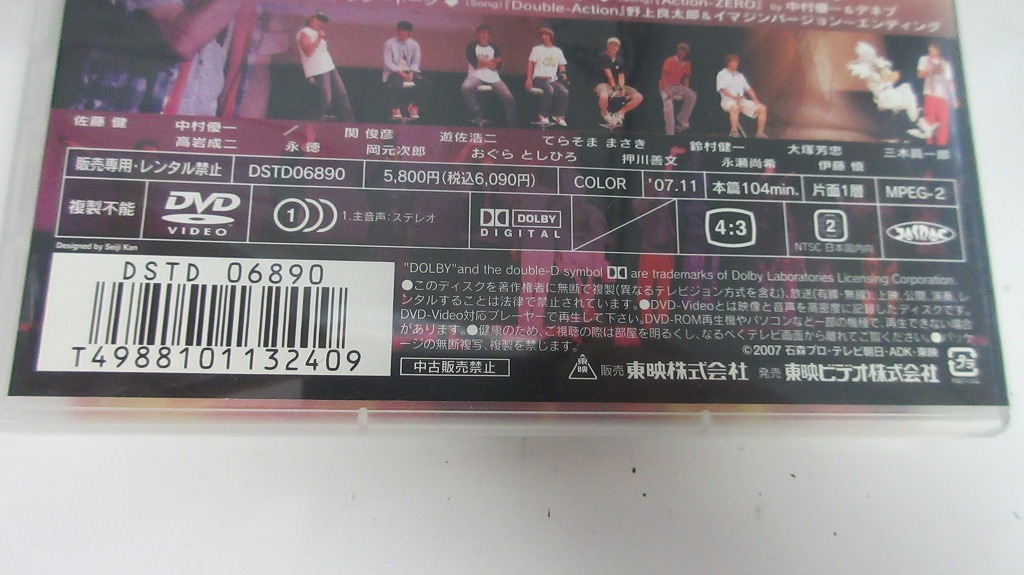 『Action-ZERO』 by 中村優一&デネブ
[Song]『Double-Action』野上良太郎&イマジンバージョン〜エンディング
佐藤 健 中村優一 / 関 俊彦 遊佐浩二 てらそま まさき 鈴村健一 大塚芳忠 三木眞一郎
高岩成二 永 徳 岡元次郎 おぐら としひろ 押川善文 永瀬尚希 伊藤 慎
販売専用・レンタル禁止 DSTD06890 5,800円(税込6,090円) COLOR '07.11 本篇104min. 片面1層 MPEG-2
複製不能 DVD VIDEO 1 1.主音声:ステレオ DOLBY DIGITAL 4:3 2 NTSC 日本国内向 JASRAC
Designed by Seiji Kan
DSTD 06890
T4988101132409
"DOLBY"and the double-D symbol are trademarks of Dolby Laboratories Licensing Corporation.
●このディスクを著作権者に無断で複製(異なるテレビジョン方式を含む)、放送(有線・無線)、上映、公開、演奏、レ
ンタルすることは法律で禁止されています。●DVD-Videoとは映像と音声を高密度に記録したディスクです。
DVD-Video対応プレーヤーで再生して下さい。DVD-ROM再生機やパソコンなど一部の機種で、再生できない場合
があります。●健康のため、ご視聴の際は部屋を明るくし、なるべくテレビ画面から離れてご覧ください。●パッケ
ージの無断複写、複製を禁じます。
©2007 石森プロ・テレビ朝日・ADK・東映
中古販売禁止 東映 販売 東映株式会社 発売 東映ビデオ株式会社 プラ